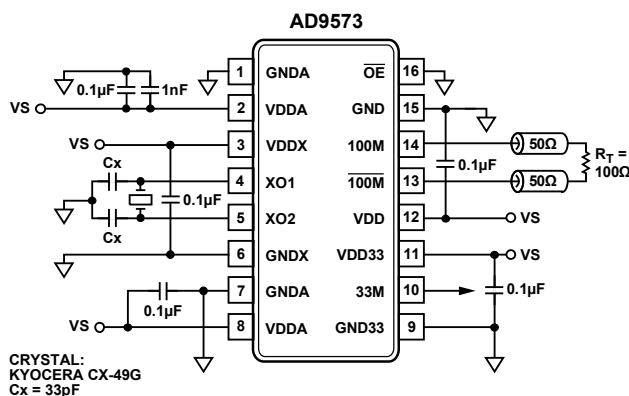 AD9573
0.1µF 1nF
VS
1 GNDA
2 VDDA
VS
3 VDDX
Cx
4 XO1
0.1µF
Cx
5 XO2
6 GNDX
7 GNDA
0.1µF
VS
8 VDDA
OE 16
GND 15
100M 14
50Ω
RT =
100Ω
0.1µF
100M 13
50Ω
VDD 12
VS
VDD33 11
VS
33M 10
0.1µF
GND33 9
CRYSTAL:
KYOCERA CX-49G
Cx = 33pF